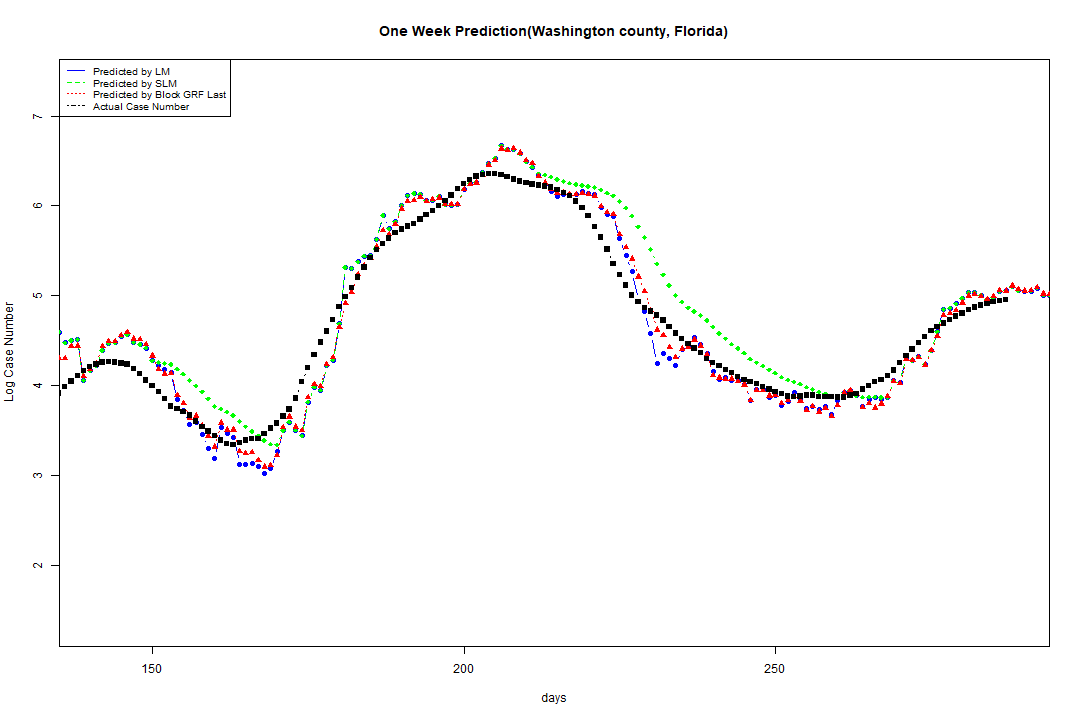 One Week Prediction(Washington county, Florida)
Predicted by LM
Predicted by SLM
Predicted by Block GRF Last
Actual Case Number
7
6
5
4
3
2
Log Case Number
150 200 250
days